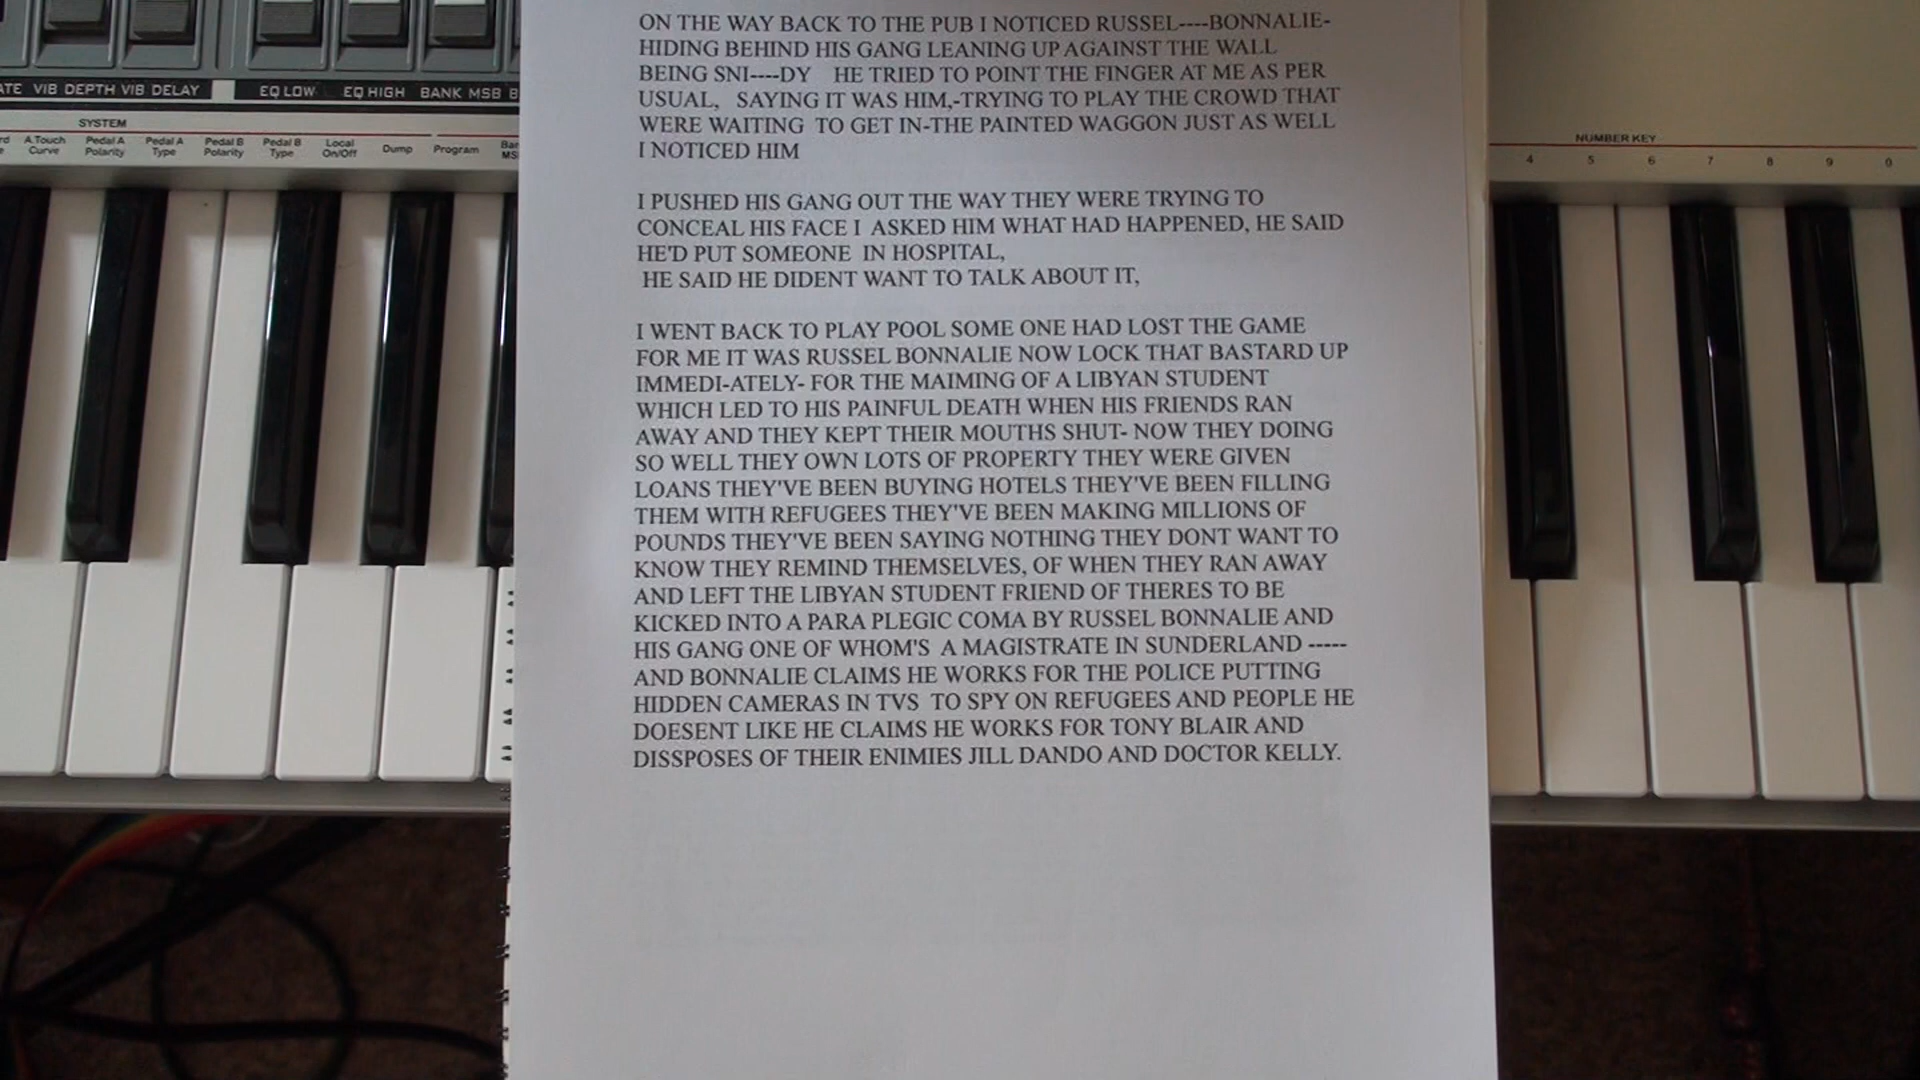 ATE VIB DEPTH VIB DELAY EQ LOW EQ HIGH BANK MSB B
SYSTEM
rd A.Touch Curve Pedal A Polarity Pedal A Type Pedal B Polarity Pedal B Type Local On/Off Dump Program Ban MS
NUMBER KEY
4 5 6 7 8 9 0
ON THE WAY BACK TO THE PUB I NOTICED RUSSEL----BONNALIE-
HIDING BEHIND HIS GANG LEANING UP AGAINST THE WALL
BEING SNI----DY HE TRIED TO POINT THE FINGER AT ME AS PER
USUAL, SAYING IT WAS HIM,-TRYING TO PLAY THE CROWD THAT
WERE WAITING TO GET IN-THE PAINTED WAGGON JUST AS WELL
I NOTICED HIM
I PUSHED HIS GANG OUT THE WAY THEY WERE TRYING TO
CONCEAL HIS FACE I ASKED HIM WHAT HAD HAPPENED, HE SAID
HE'D PUT SOMEONE IN HOSPITAL,
HE SAID HE DIDENT WANT TO TALK ABOUT IT,
I WENT BACK TO PLAY POOL SOME ONE HAD LOST THE GAME
FOR ME IT WAS RUSSEL BONNALIE NOW LOCK THAT BASTARD UP
IMMEDI-ATELY- FOR THE MAIMING OF A LIBYAN STUDENT
WHICH LED TO HIS PAINFUL DEATH WHEN HIS FRIENDS RAN
AWAY AND THEY KEPT THEIR MOUTHS SHUT- NOW THEY DOING
SO WELL THEY OWN LOTS OF PROPERTY THEY WERE GIVEN
LOANS THEY'VE BEEN BUYING HOTELS THEY'VE BEEN FILLING
THEM WITH REFUGEES THEY'VE BEEN MAKING MILLIONS OF
POUNDS THEY'VE BEEN SAYING NOTHING THEY DONT WANT TO
KNOW THEY REMIND THEMSELVES, OF WHEN THEY RAN AWAY
AND LEFT THE LIBYAN STUDENT FRIEND OF THERES TO BE
KICKED INTO A PARA PLEGIC COMA BY RUSSEL BONNALIE AND
HIS GANG ONE OF WHOM'S A MAGISTRATE IN SUNDERLAND -----
AND BONNALIE CLAIMS HE WORKS FOR THE POLICE PUTTING
HIDDEN CAMERAS IN TVS TO SPY ON REFUGEES AND PEOPLE HE
DOESENT LIKE HE CLAIMS HE WORKS FOR TONY BLAIR AND
DISSPOSES OF THEIR ENIMIES JILL DANDO AND DOCTOR KELLY.